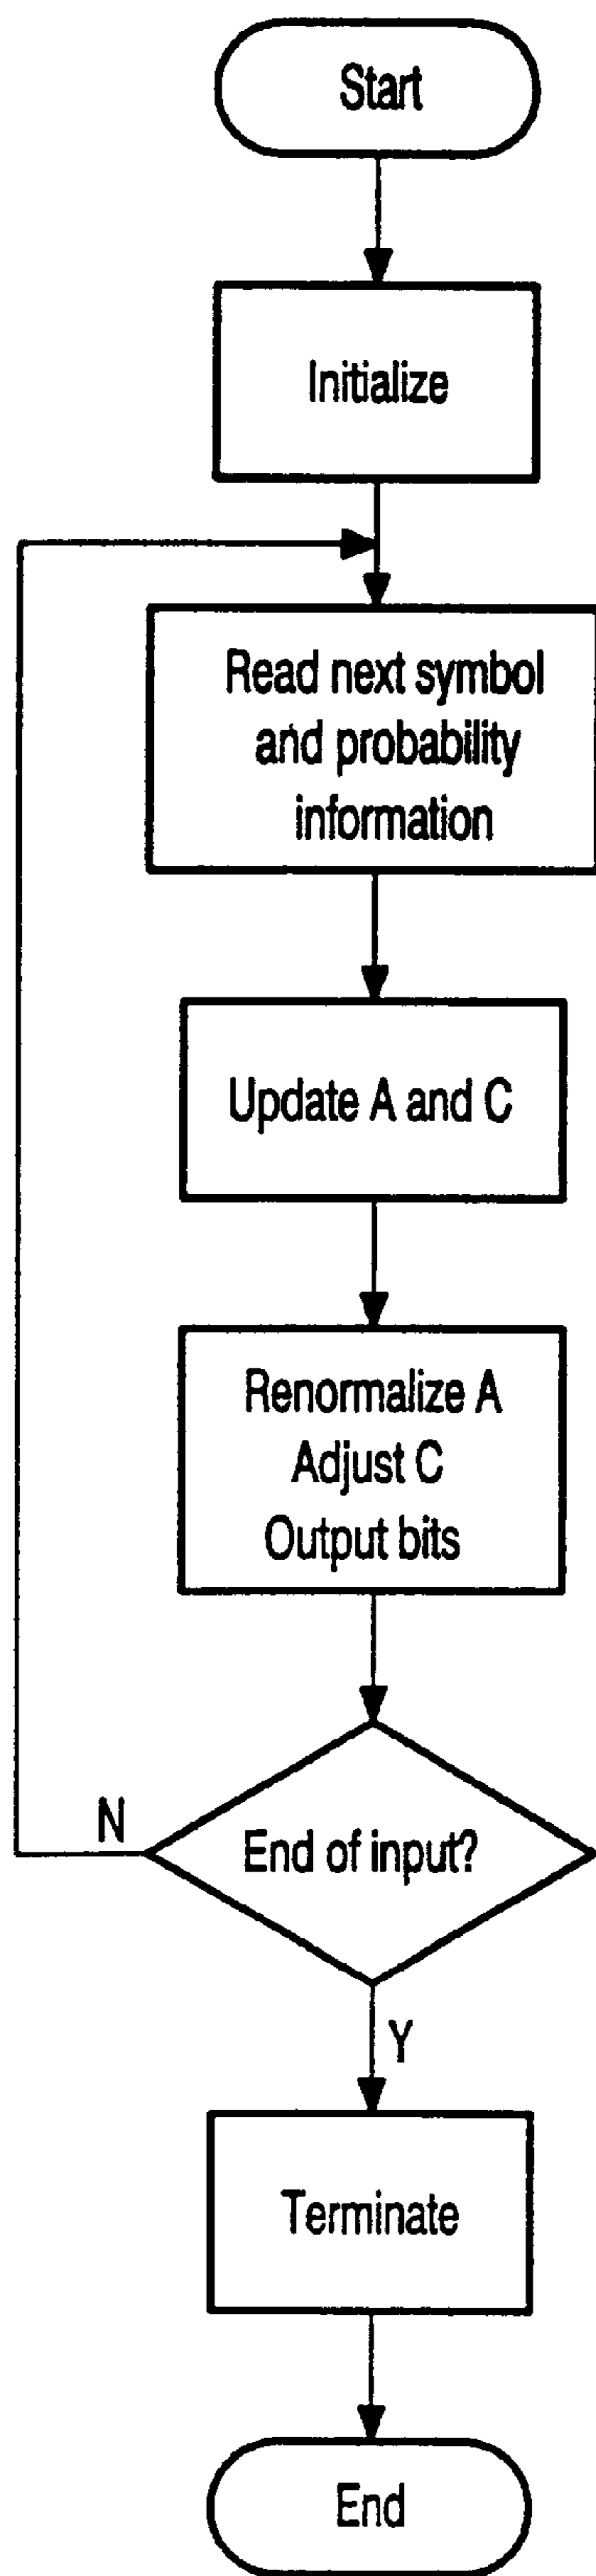 Start
Initialize
Read next symbol
and probability
information
Update A and C
Renormalize A
Adjust C
Output bits
End of input?
N
Y
Terminate
End